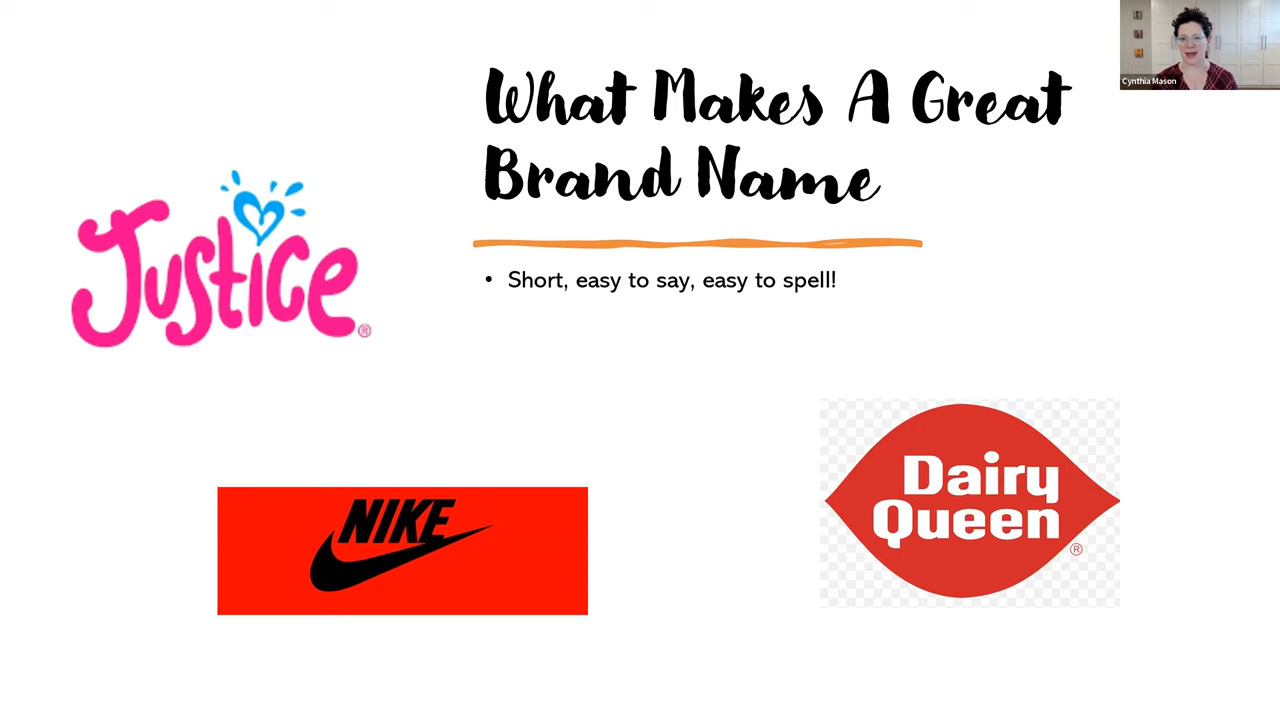 Cynthia Mason
What Makes A Great
Brand Name
Justice®
• Short, easy to say, easy to spell!
NIKE
Dairy
Queen®